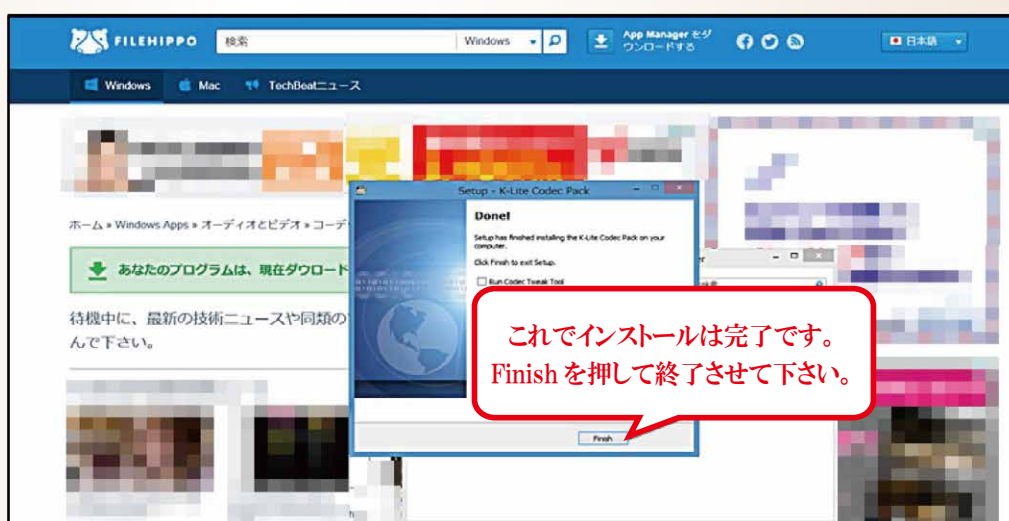 FILEHIPPO 検索 Windows App Manager をダ
ウンロードする 日本語
Windows Mac TechBeatニュース
Setup - K-Lite Codec Pack
Done!
Setup has finished installing the K-Lite Codec Pack on your
computer.
Click Finish to exit Setup.
Run Codec Tweak Tool
ホーム » Windows Apps » オーディオとビデオ » コーデ
あなたのプログラムは、現在ダウンロード
待機中に、最新の技術ニュースや同類の
んで下さい。
これでインストールは完了です。
Finish を押して終了させて下さい。
Finish